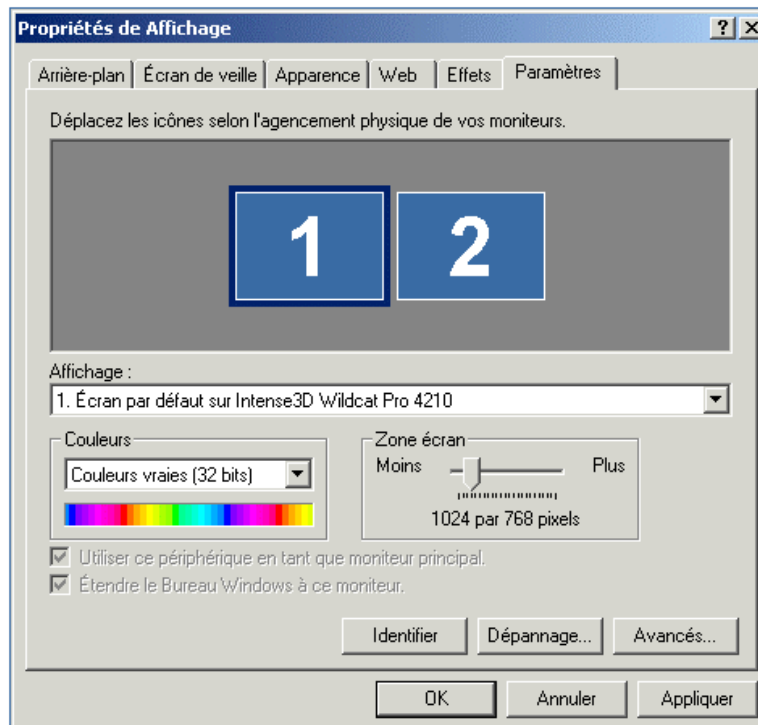 Propriétés de Affichage
Arrière-plan Écran de veille Apparence Web Effets Paramètres
Déplacez les icônes selon l'agencement physique de vos moniteurs.
1 2
Affichage :
1. Écran par défaut sur Intense3D Wildcat Pro 4210
Couleurs Zone écran
Couleurs vraies (32 bits) Moins Plus
1024 par 768 pixels
Utiliser ce périphérique en tant que moniteur principal.
Étendre le Bureau Windows à ce moniteur.
Identifier Dépannage... Avancés...
OK Annuler Appliquer